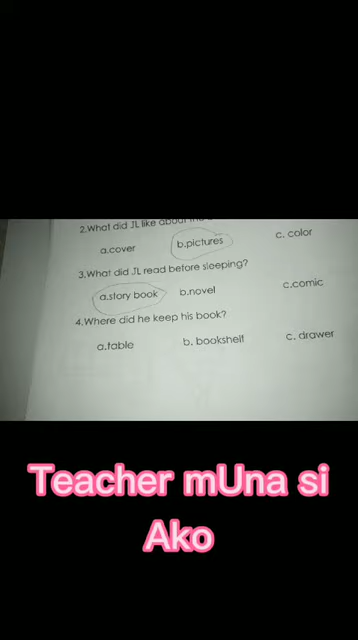 2.What did JL like about
a.cover b.pictures c. color
3.What did JL read before sleeping?
a.story book b.novel c.comic
4.Where did he keep his book?
a.table b. bookshelf c. drawer
Teacher mUna si
Ako